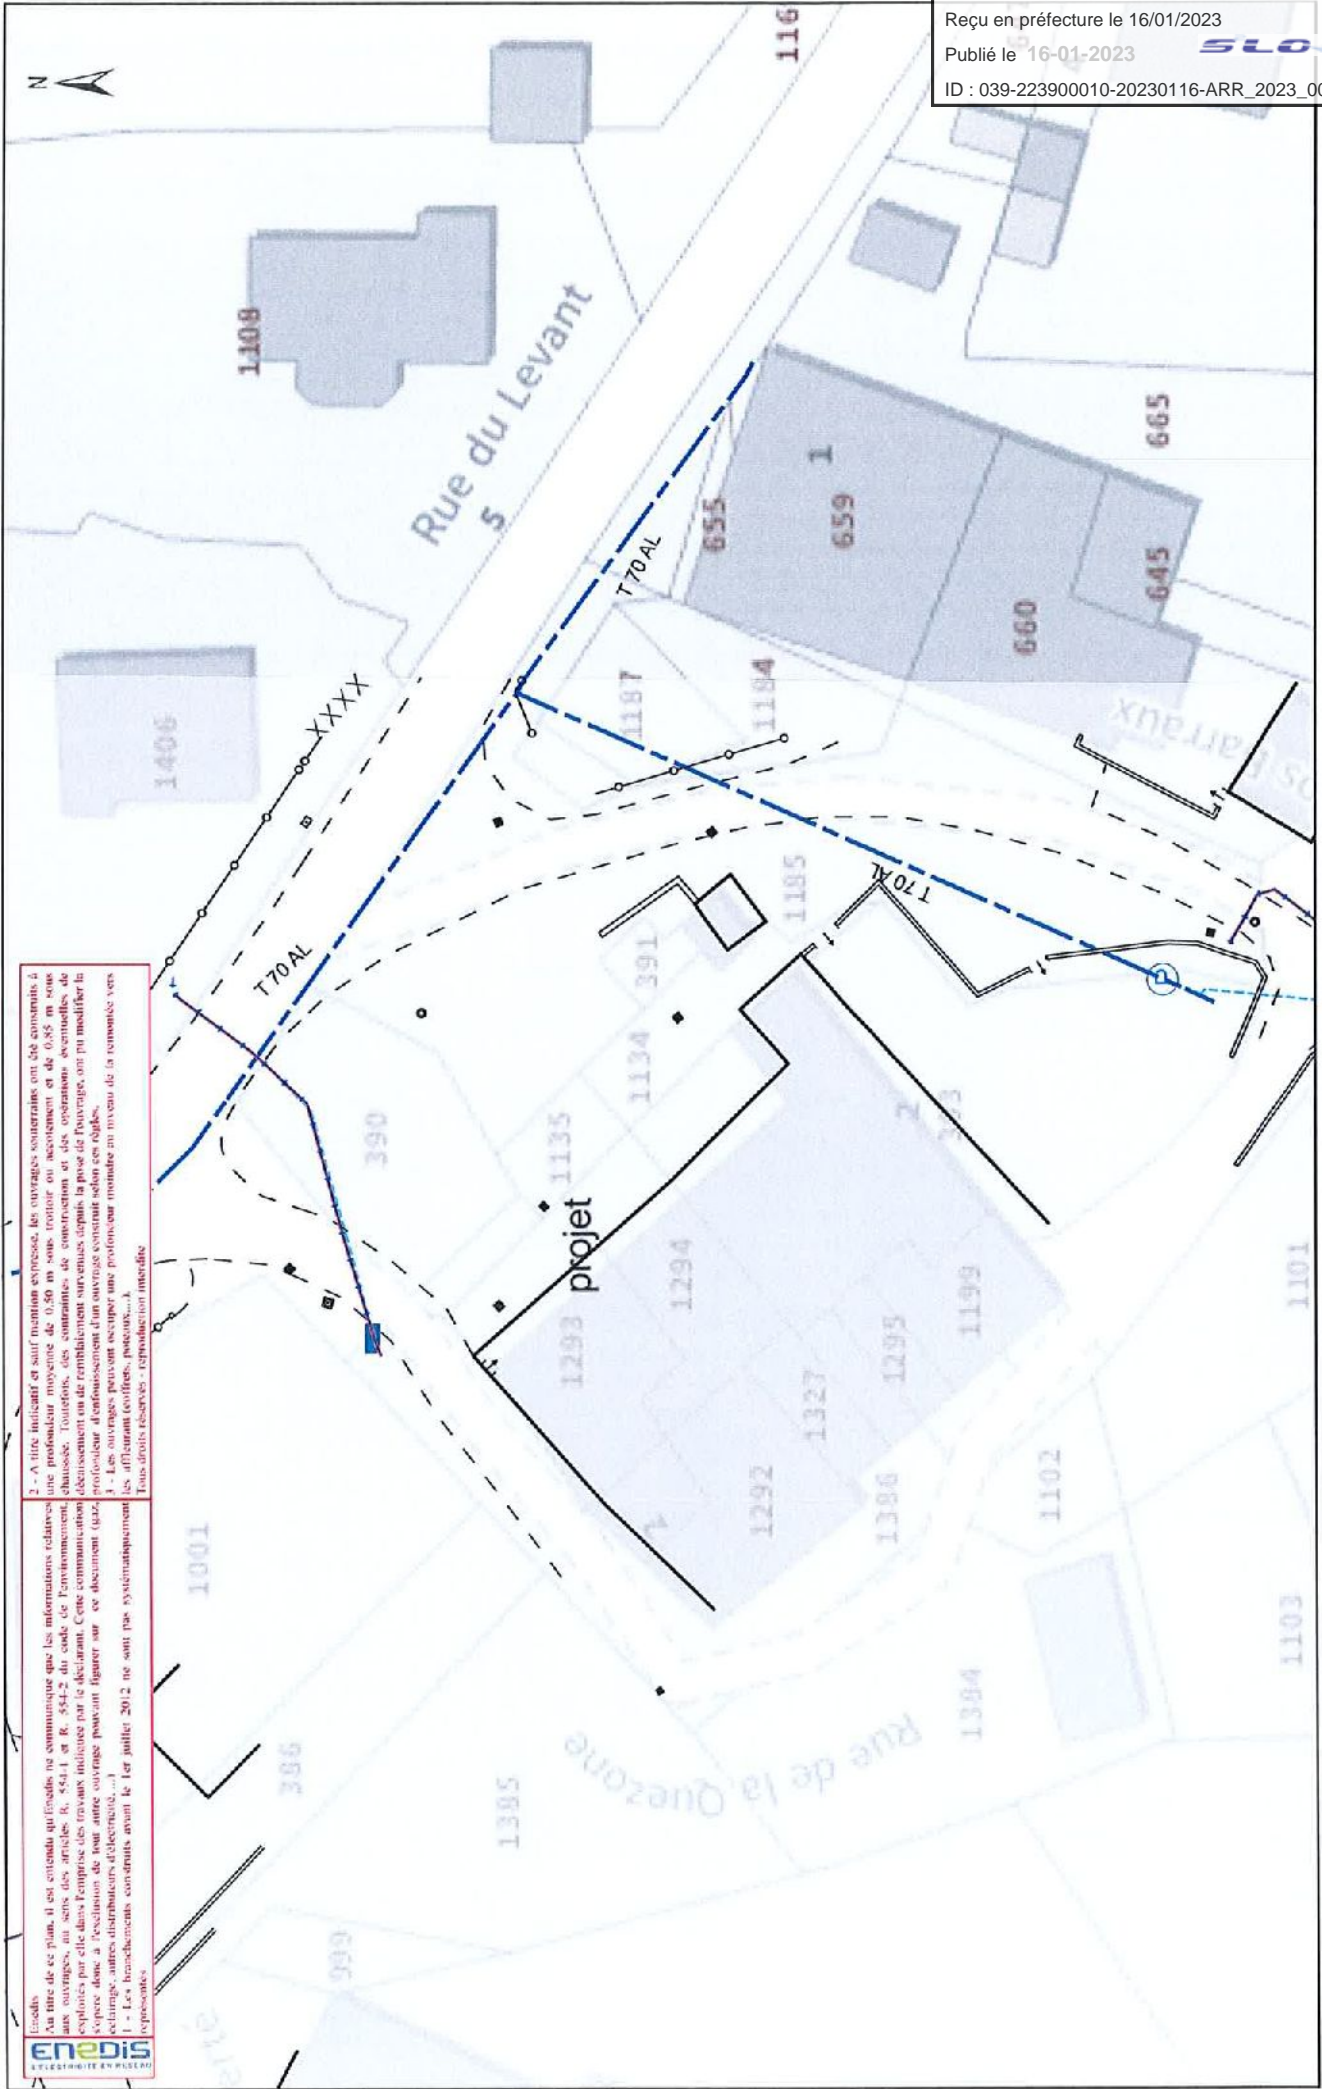 Reçu en préfecture le 16/01/2023
Publié le 16-01-2023
SLO
ID : 039-223900010-20230116-ARR_2023_00
N
ENEDIS
L'ELECTRICITE EN RESEAU
Enedis
Au titre de ce plan, il est entendu qu'Enedis ne communique que les informations relatives
aux ouvrages, au sens des articles R. 554-1 et R. 554-2 du code de l'environnement,
exploités par elle dans l'emprise des travaux indiquée par le déclarant. Cette communication
s'opère donc à l'exclusion de tout autre ouvrage pouvant figurer sur ce document (gaz,
éclairage, autres distributeurs d'électricité, ...)
1 - Les branchements construits avant le 1er juillet 2012 ne sont pas systématiquement
représentés
2 - A titre indicatif et sauf mention expresse, les ouvrages souterrains ont été construits à
une profondeur moyenne de 0,50 m sous trottoir ou accotement et de 0,85 m sous
chaussée. Toutefois, des contraintes de construction et des opérations éventuelles de
décaissement ou de remblaiement survenues depuis la pose de l'ouvrage, ont pu modifier la
profondeur d'enfouissement d'un ouvrage construit selon ces règles.
3 - Les ouvrages peuvent occuper une profondeur moindre au niveau de la remontée vers
les affleurant (coffrets, poteaux,...).
Tous droits réservés - reproduction interdite
1001
386
1385
999
390
T 70 AL
1406
XXXX
1108
Rue du Levant
5
116
T 70 AL
655
1
659
660
645
665
1187
1184
1185
T 70 AL
391
1134
1135
projet
1293
1294
1327
1295
1199
2
1292
1386
1102
1101
1103
1384
Rue de la Quezone